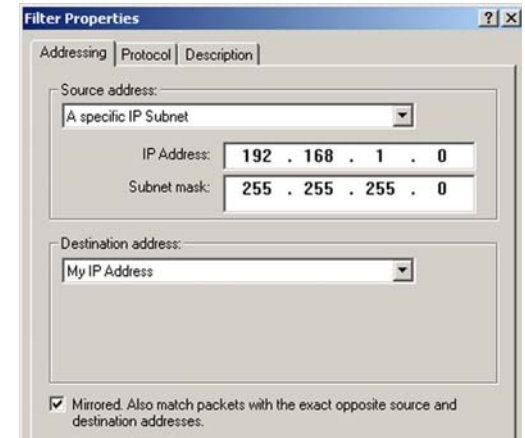 Filter Properties
Addressing Protocol Description
Source address:
A specific IP Subnet
IP Address: 192 . 168 . 1 . 0
Subnet mask: 255 . 255 . 255 . 0
Destination address:
My IP Address
Mirrored. Also match packets with the exact opposite source and
destination addresses.